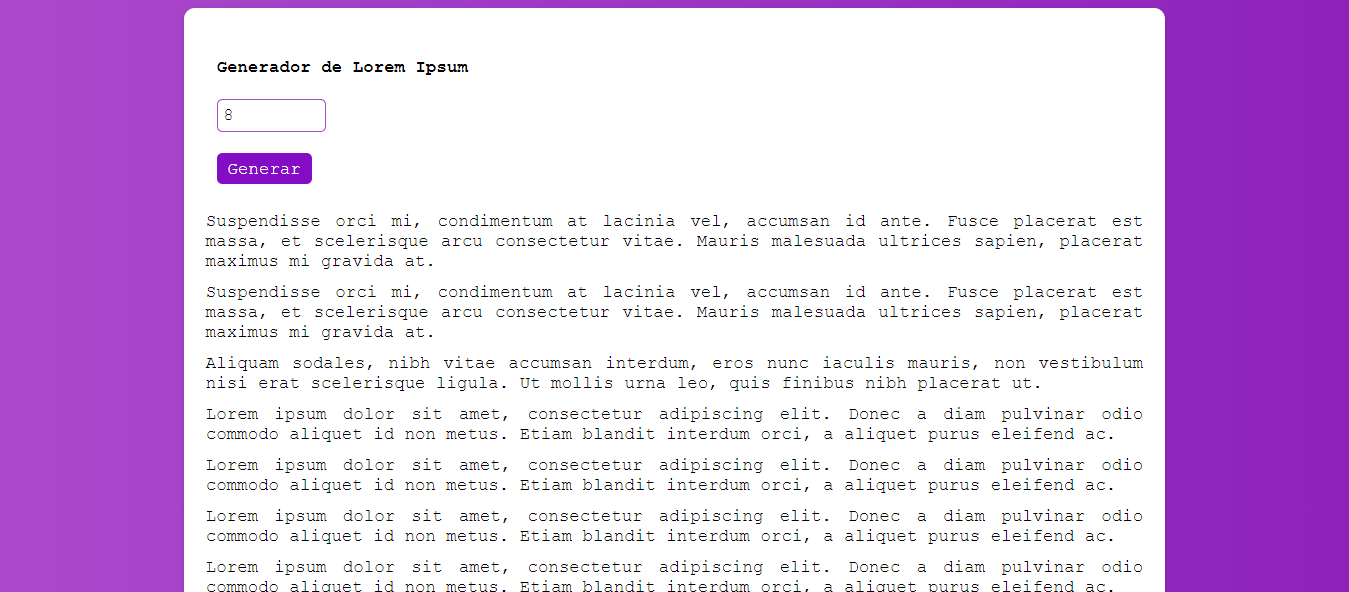 Generador de Lorem Ipsum
8
Generar
Suspendisse orci mi, condimentum at lacinia vel, accumsan id ante. Fusce placerat est
massa, et scelerisque arcu consectetur vitae. Mauris malesuada ultrices sapien, placerat
maximus mi gravida at.
Suspendisse orci mi, condimentum at lacinia vel, accumsan id ante. Fusce placerat est
massa, et scelerisque arcu consectetur vitae. Mauris malesuada ultrices sapien, placerat
maximus mi gravida at.
Aliquam sodales, nibh vitae accumsan interdum, eros nunc iaculis mauris, non vestibulum
nisi erat scelerisque ligula. Ut mollis urna leo, quis finibus nibh placerat ut.
Lorem ipsum dolor sit amet, consectetur adipiscing elit. Donec a diam pulvinar odio
commodo aliquet id non metus. Etiam blandit interdum orci, a aliquet purus eleifend ac.
Lorem ipsum dolor sit amet, consectetur adipiscing elit. Donec a diam pulvinar odio
commodo aliquet id non metus. Etiam blandit interdum orci, a aliquet purus eleifend ac.
Lorem ipsum dolor sit amet, consectetur adipiscing elit. Donec a diam pulvinar odio
commodo aliquet id non metus. Etiam blandit interdum orci, a aliquet purus eleifend ac.
Lorem ipsum dolor sit amet, consectetur adipiscing elit. Donec a diam pulvinar odio
commodo aliquet id non metus. Etiam blandit interdum orci, a aliquet purus eleifend ac.